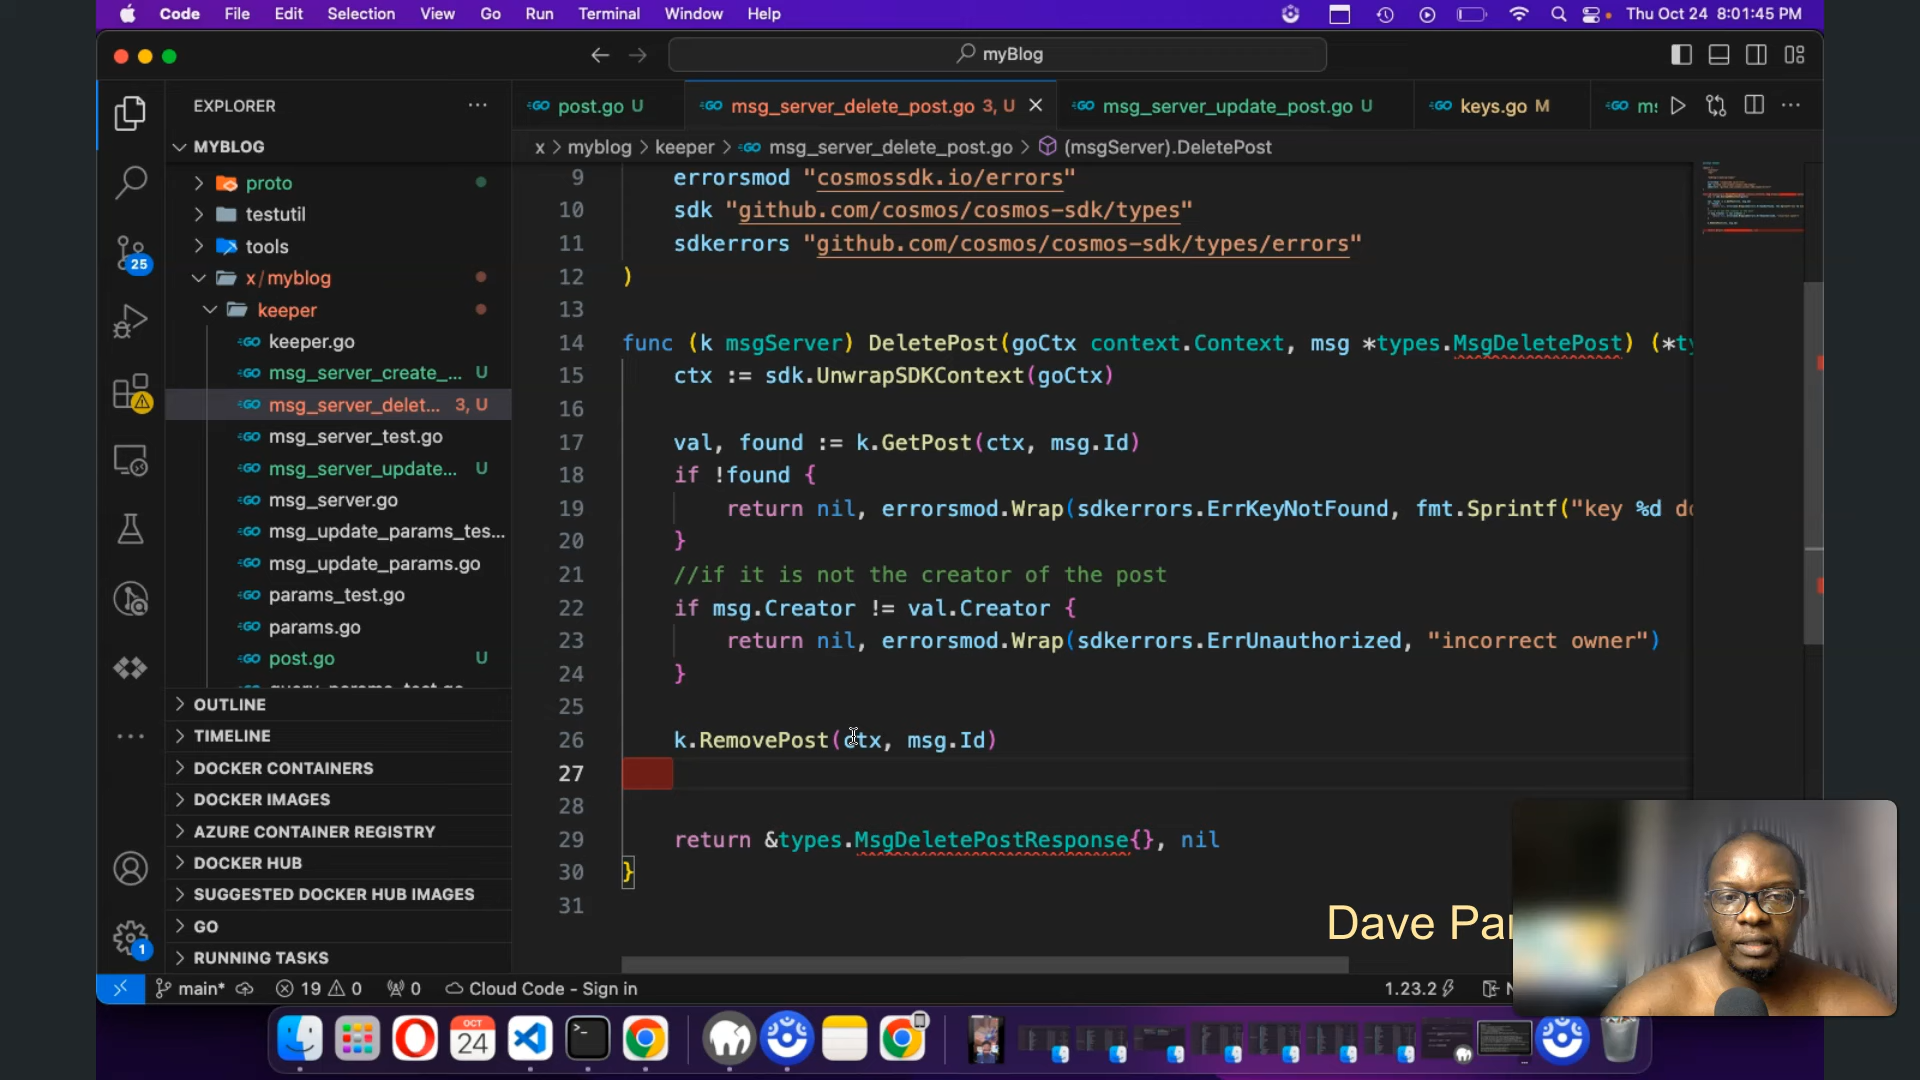 Code File Edit Selection View Go Run Terminal Window Help Thu Oct 24 8:01:45 PM
myBlog
EXPLORER
post.go U
msg_server_delete_post.go 3, U
msg_server_update_post.go U
keys.go M
MYBLOG
x > myblog > keeper > msg_server_delete_post.go > (msgServer).DeletePost
proto
testutil
tools
x/myblog
keeper
keeper.go
msg_server_create_... U
msg_server_delet... 3, U
msg_server_test.go
msg_server_update... U
msg_server.go
msg_update_params_tes...
msg_update_params.go
params_test.go
params.go
post.go U
query_params_test.go
OUTLINE
TIMELINE
DOCKER CONTAINERS
DOCKER IMAGES
AZURE CONTAINER REGISTRY
DOCKER HUB
SUGGESTED DOCKER HUB IMAGES
GO
RUNNING TASKS
25
1
9 errorsmod "cosmossdk.io/errors"
10 sdk "github.com/cosmos/cosmos-sdk/types"
11 sdkerrors "github.com/cosmos/cosmos-sdk/types/errors"
12 )
13
14 func (k msgServer) DeletePost(goCtx context.Context, msg *types.MsgDeletePost) (*ty
15 ctx := sdk.UnwrapSDKContext(goCtx)
16
17 val, found := k.GetPost(ctx, msg.Id)
18 if !found {
19 return nil, errorsmod.Wrap(sdkerrors.ErrKeyNotFound, fmt.Sprintf("key %d do
20 }
21 //if it is not the creator of the post
22 if msg.Creator != val.Creator {
23 return nil, errorsmod.Wrap(sdkerrors.ErrUnauthorized, "incorrect owner")
24 }
25
26 k.RemovePost(ctx, msg.Id)
27
28
29 return &types.MsgDeletePostResponse{}, nil
30 }
31
Dave Par
main* 19 0 0 Cloud Code - Sign in 1.23.2
OCT
24